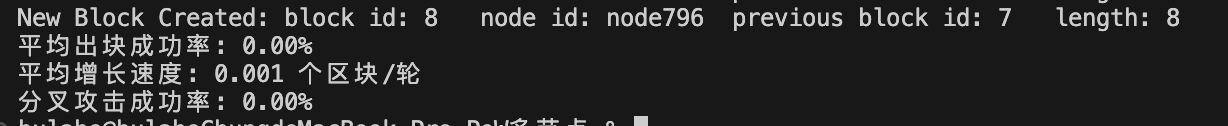 New Block Created: block id: 8   node id: node796  previous block id: 7   length: 8
平均出块成功率: 0.00%
平均增长速度: 0.001 个区块/轮
分叉攻击成功率: 0.00%